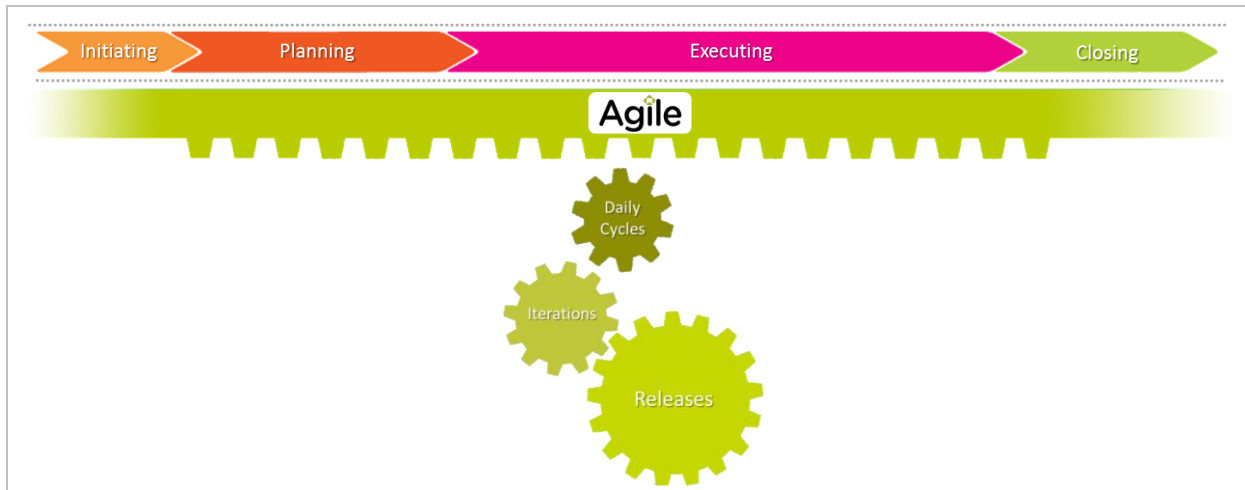 Initiating
Planning
Executing
Closing
Agile
Daily
Cycles
Iterations
Releases